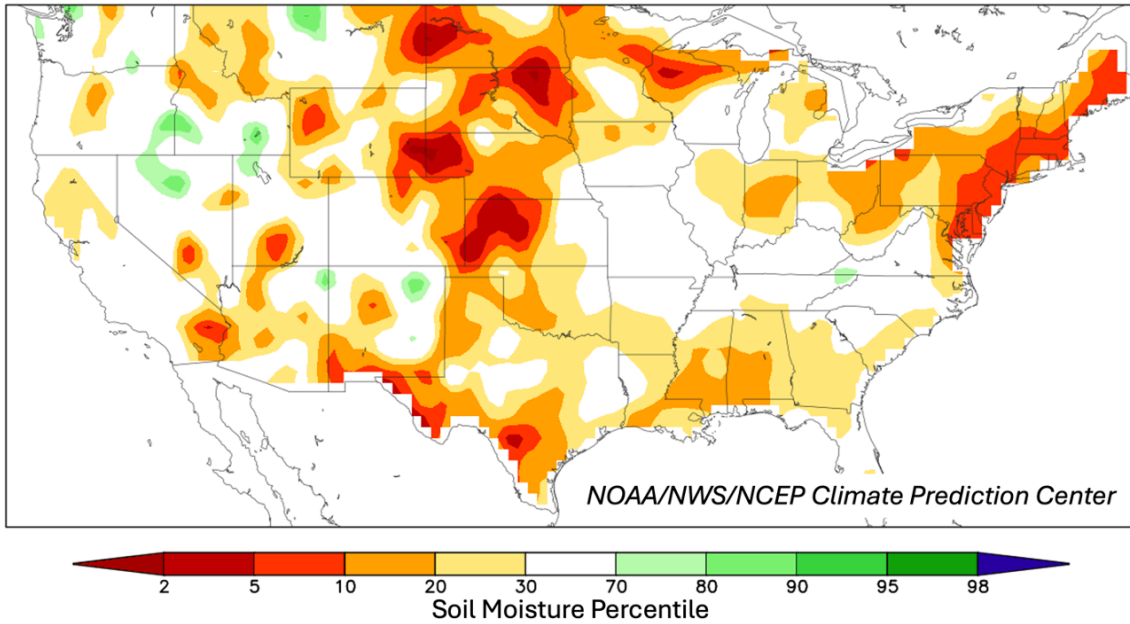 NOAA/NWS/NCEP Climate Prediction Center
2 5 10 20 30 70 80 90 95 98
Soil Moisture Percentile